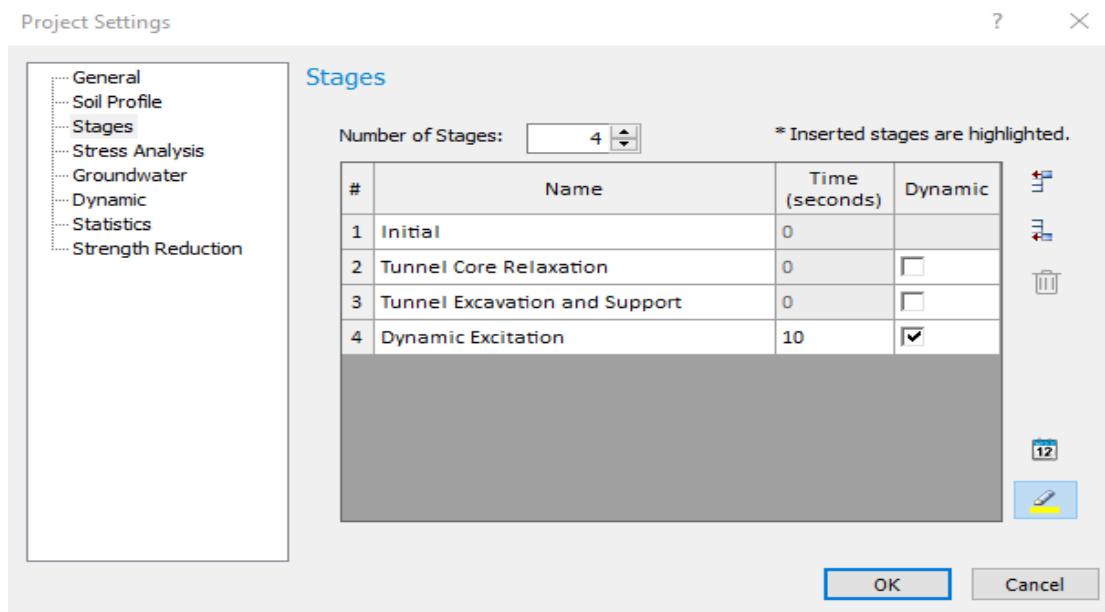 Project Settings
?
General
Soil Profile
Stages
Stress Analysis
Groundwater
Dynamic
Statistics
Strength Reduction
Stages
Number of Stages: 4
* Inserted stages are highlighted.
# Name Time (seconds) Dynamic
1 Initial 0
2 Tunnel Core Relaxation 0
3 Tunnel Excavation and Support 0
4 Dynamic Excitation 10
12
OK Cancel